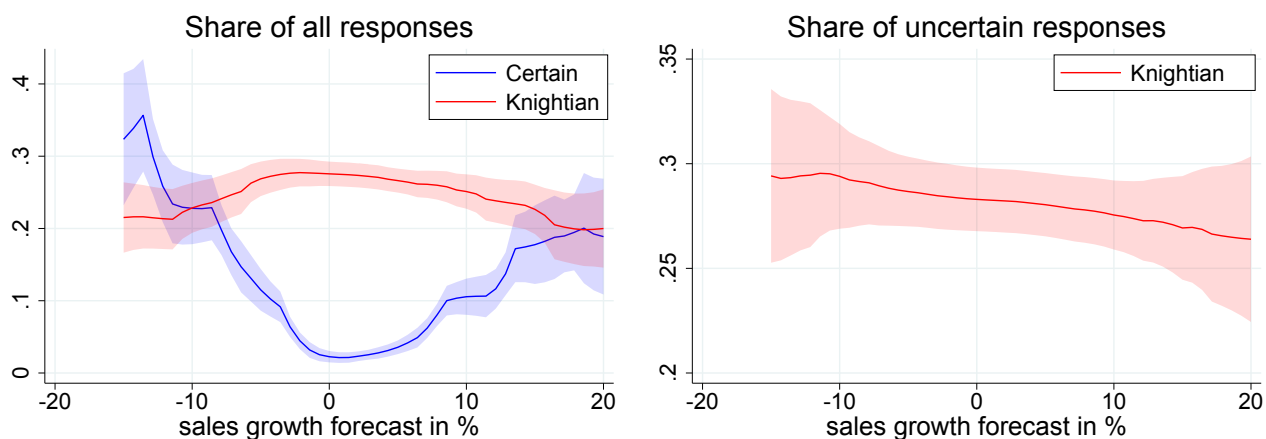 Share of all responses
Certain
Knightian
.4
.3
.2
.1
0
-20 -10 0 10 20
sales growth forecast in %
Share of uncertain responses
Knightian
.35
.3
.25
.2
-20 -10 0 10 20
sales growth forecast in %